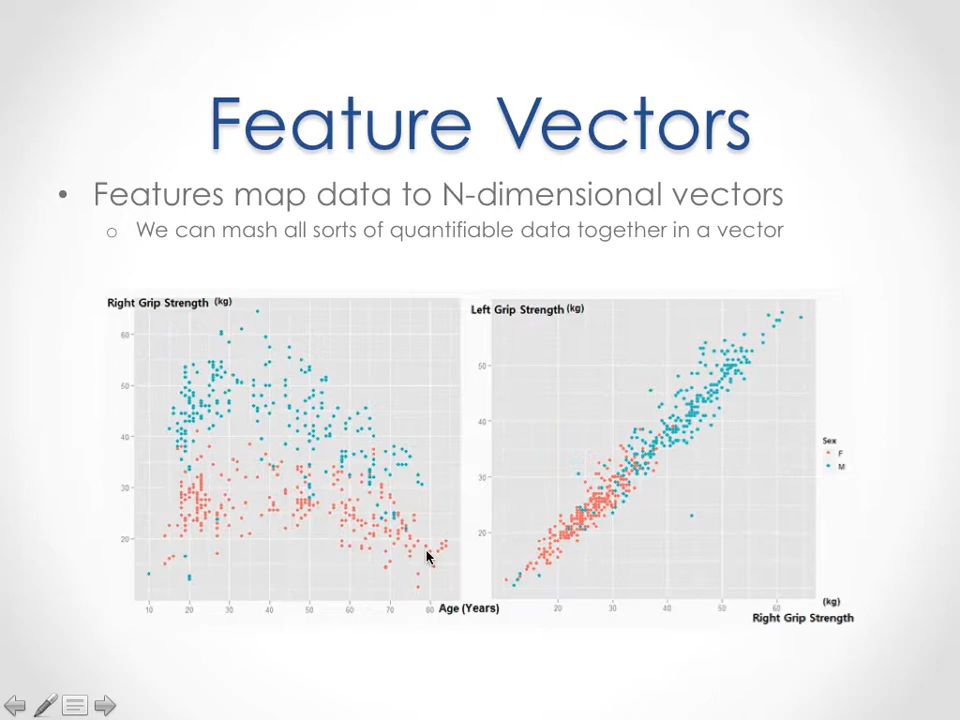 Feature Vectors
• Features map data to N-dimensional vectors
o We can mash all sorts of quantifiable data together in a vector
Right Grip Strength (kg)
60
50
40
30
20
10 20 30 40 50 60 70 80 Age (Years)
Left Grip Strength (kg)
50
40
30
20
20 30 40 50 60
(kg)
Right Grip Strength
Sex
F
M